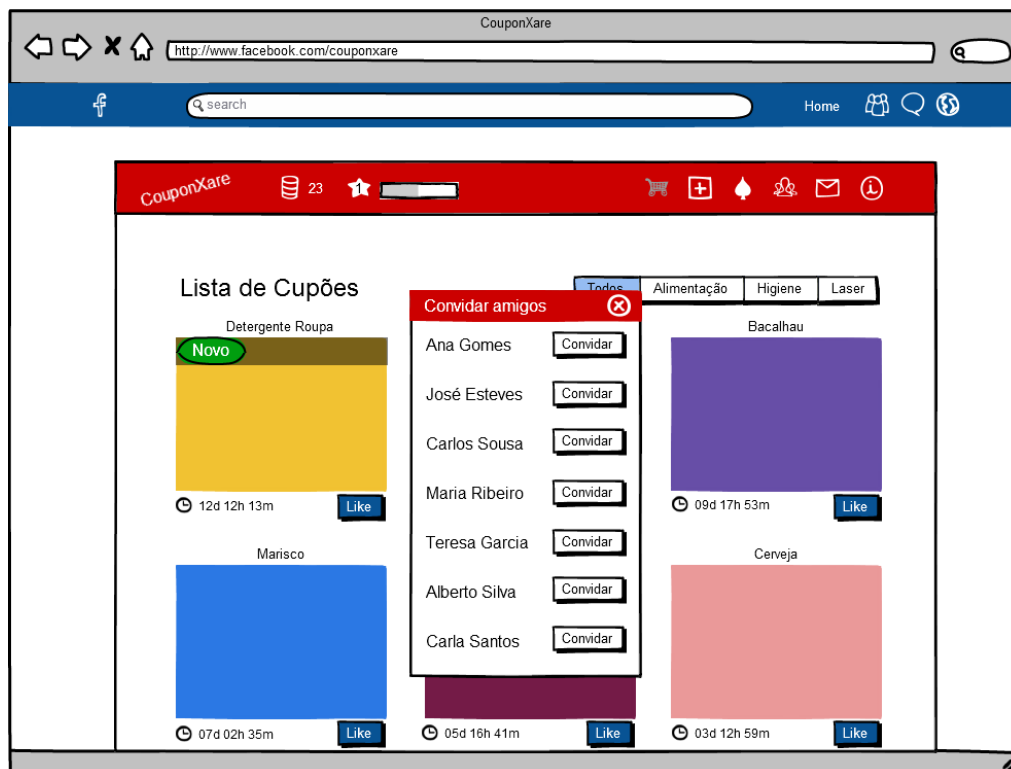 CouponXare
http://www.facebook.com/couponxare
search
Home
CouponXare
23
1
Lista de Cupões
Todos
Alimentação
Higiene
Laser
Convidar amigos
Detergente Roupa
Bacalhau
Novo
Ana Gomes Convidar
José Esteves Convidar
Carlos Sousa Convidar
Maria Ribeiro Convidar
Teresa Garcia Convidar
Alberto Silva Convidar
Carla Santos Convidar
12d 12h 13m Like
09d 17h 53m Like
Marisco
Cerveja
07d 02h 35m Like
05d 16h 41m Like
03d 12h 59m Like